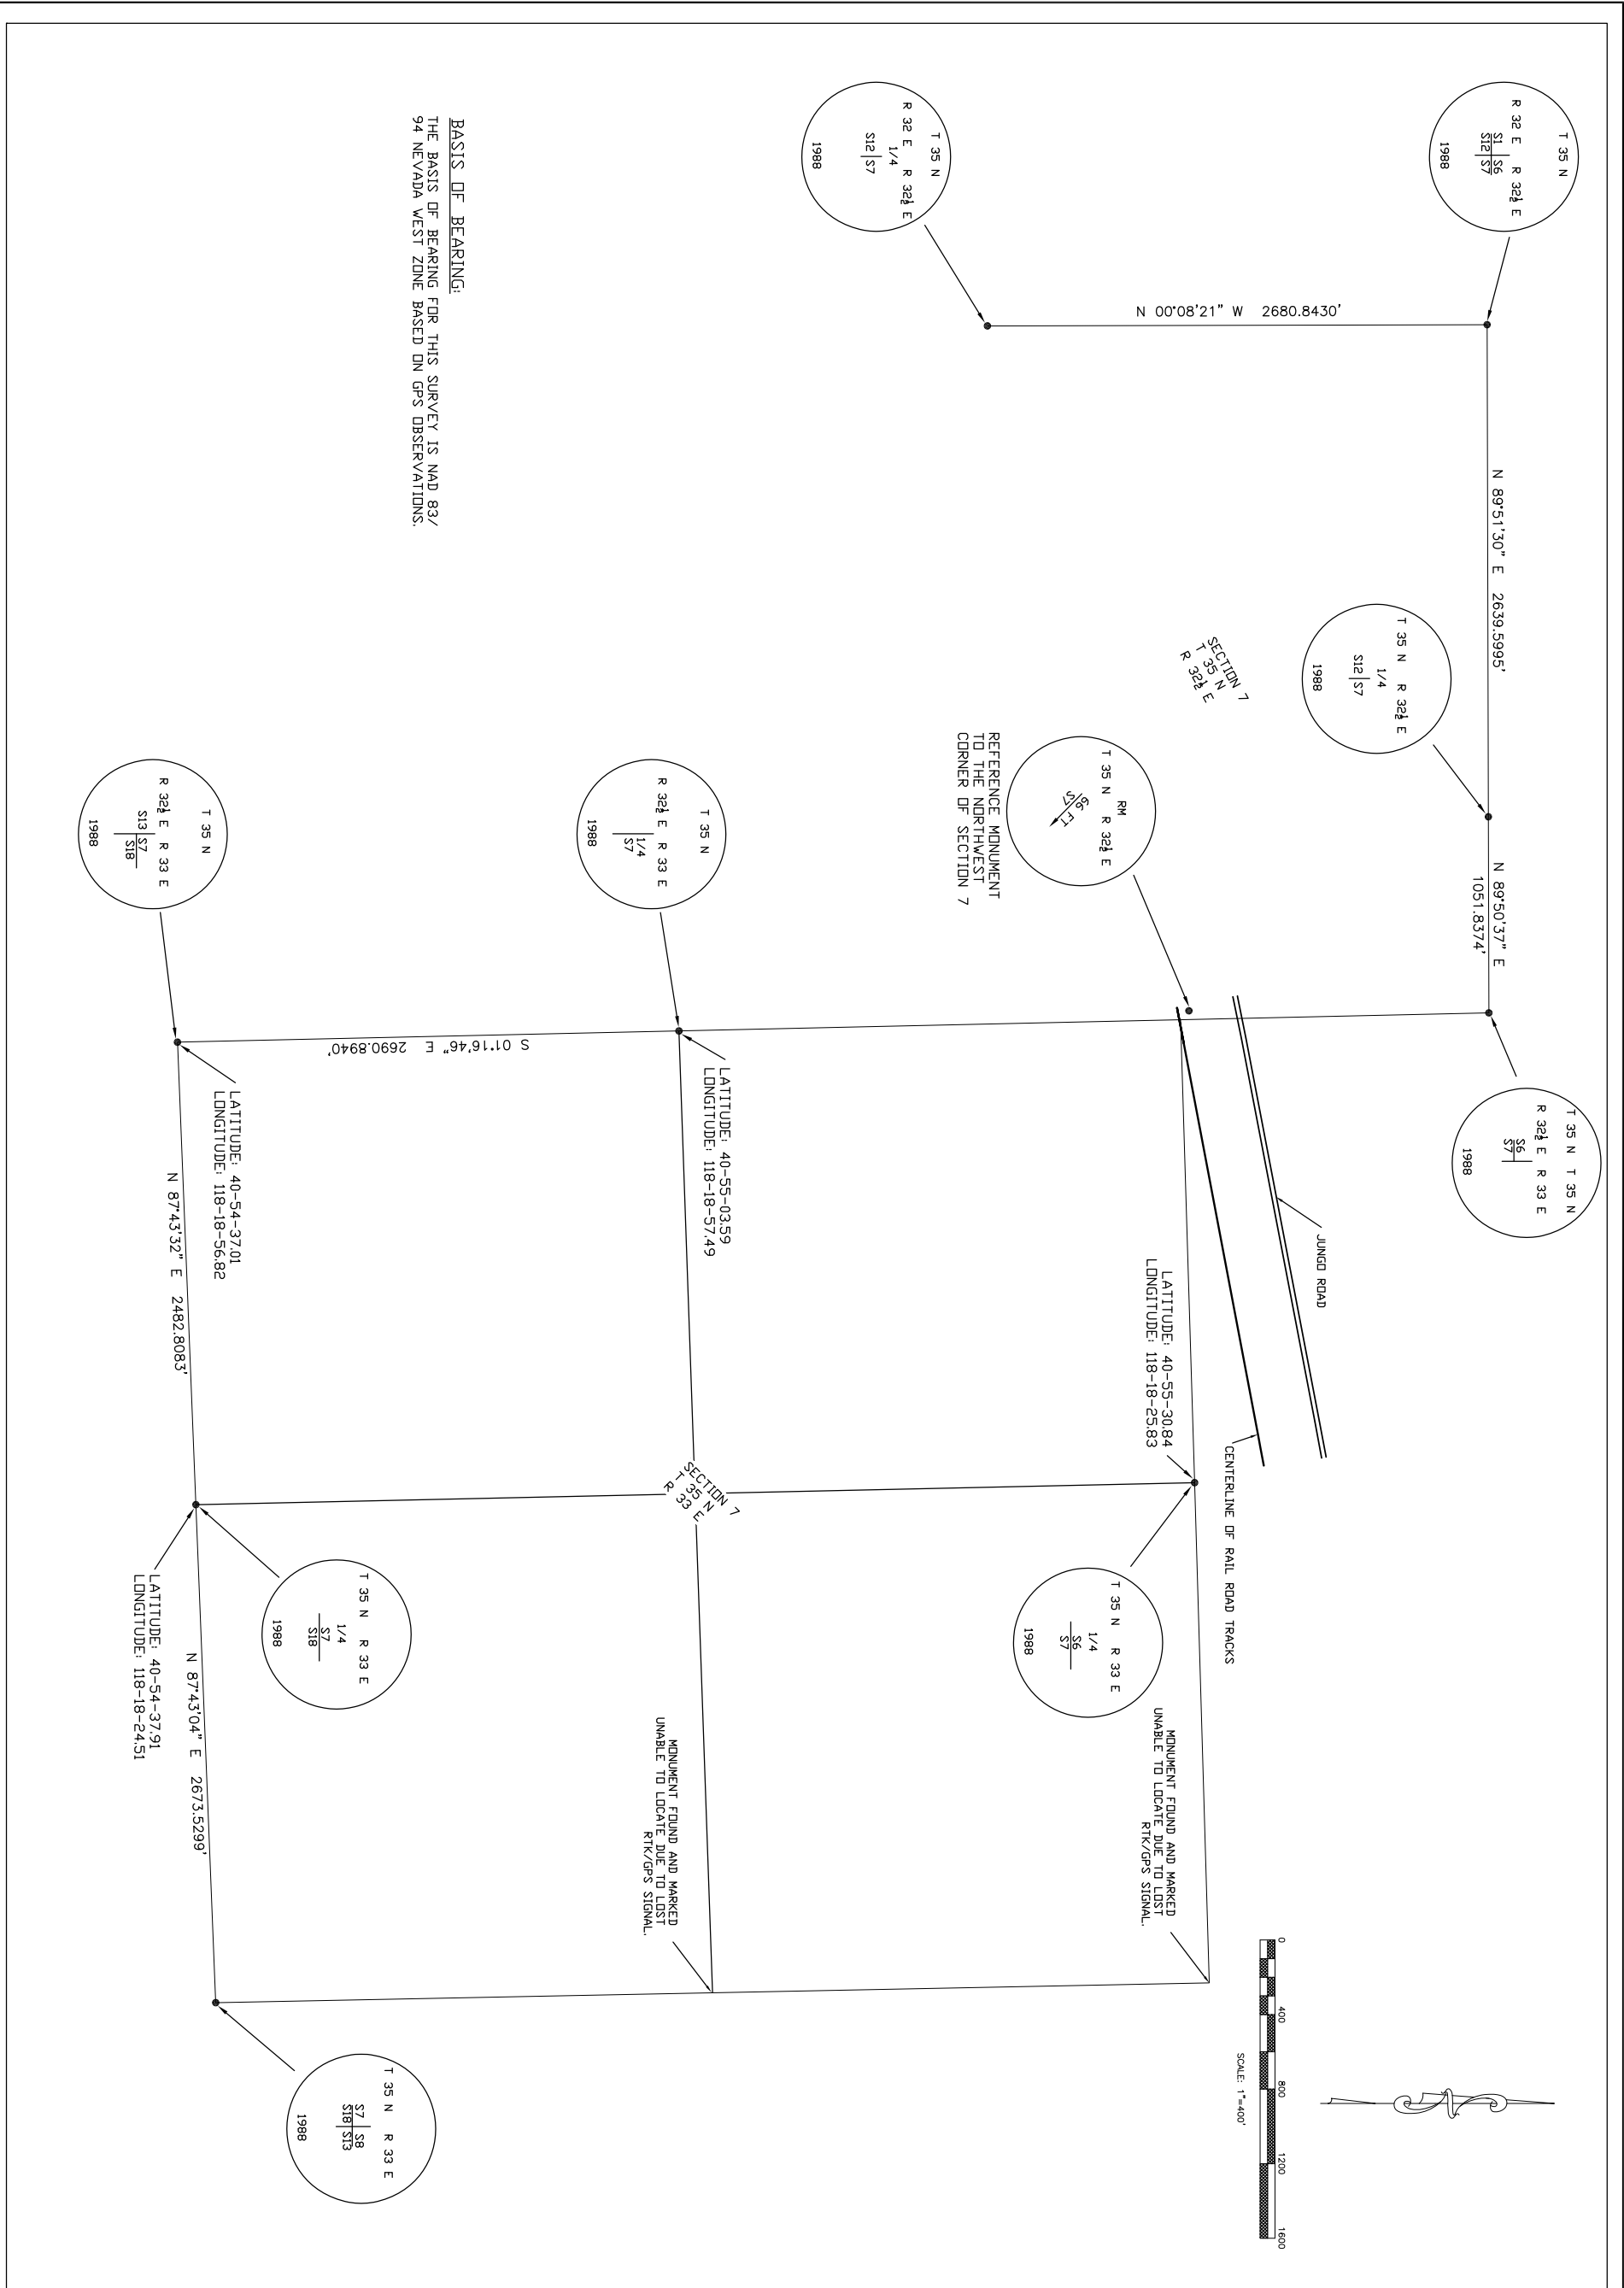 T 35 N
R 32 E R 32½ E
S1 S6
S12 S7
1988
N 89°51'30" E 2639.5995'
N 89°50'37" E
1051.8374'
T 35 N T 35 N
R 32½ E R 33 E
S6
S7
1988
T 35 N R 32½ E
1/4
S12 S7
1988
N 00°08'21" W 2680.8430'
T 35 N
R 32 E R 32½ E
1/4
S12 S7
1988
SECTION 7
T 35 N
R 32½ E
RM
T 35 N R 32½ E
S7
66 FT
REFERENCE MONUMENT
TO THE NORTHWEST
CORNER OF SECTION 7
JUNGO ROAD
CENTERLINE OF RAIL ROAD TRACKS
LATITUDE: 40-55-30.84
LONGITUDE: 118-18-25.83
T 35 N R 33 E
1/4
S6
S7
1988
MONUMENT FOUND AND MARKED
UNABLE TO LOCATE DUE TO LOST
RTK/GPS SIGNAL.
0 400 800 1200 1600
SCALE: 1"=400'
T 35 N
R 32½ E R 33 E
1/4
S7
1988
LATITUDE: 40-55-03.59
LONGITUDE: 118-18-57.49
SECTION 7
T 35 N
R 33 E
MONUMENT FOUND AND MARKED
UNABLE TO LOCATE DUE TO LOST
RTK/GPS SIGNAL.
BASIS OF BEARING:
THE BASIS OF BEARING FOR THIS SURVEY IS NAD 83/
94 NEVADA WEST ZONE BASED ON GPS OBSERVATIONS.
S 01°16'46" E 2690.8940'
T 35 N
R 32½ E R 33 E
S13 S7
S18
1988
LATITUDE: 40-54-37.01
LONGITUDE: 118-18-56.82
N 87°43'32" E 2482.8083'
T 35 N R 33 E
1/4
S7
S18
1988
LATITUDE: 40-54-37.91
LONGITUDE: 118-18-24.51
N 87°43'04" E 2673.5299'
T 35 N R 33 E
S7 S8
S18 S13
1988